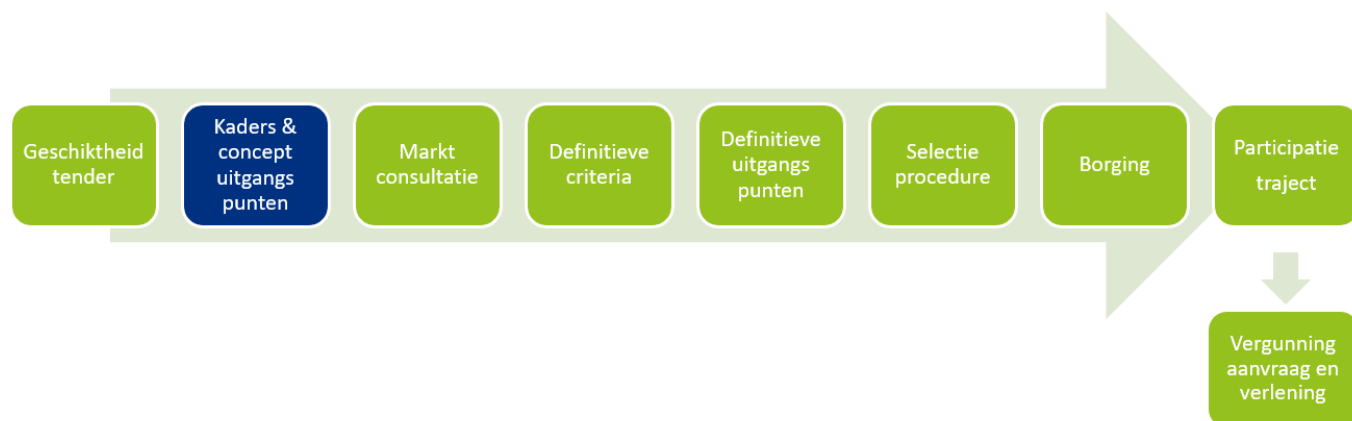 Geschiktheid
tender
Kaders &
concept
uitgangs
punten
Markt
consultatie
Definitieve
criteria
Definitieve
uitgangs
punten
Selectie
procedure
Borging
Participatie
traject
Vergunning
aanvraag en
verlening